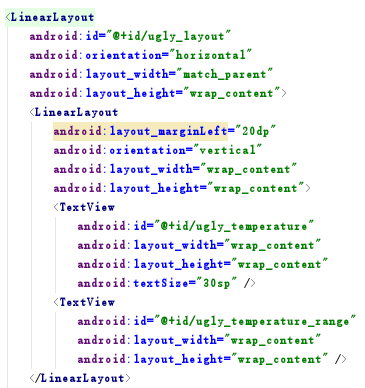 <LinearLayout
android:id="@+id/ugly_layout"
android:orientation="horizontal"
android:layout_width="match_parent"
android:layout_height="wrap_content">
<LinearLayout
android:layout_marginLeft="20dp"
android:orientation="vertical"
android:layout_width="wrap_content"
android:layout_height="wrap_content">
<TextView
android:id="@+id/ugly_temperature"
android:layout_width="wrap_content"
android:layout_height="wrap_content"
android:textSize="30sp" />
<TextView
android:id="@+id/ugly_temperature_range"
android:layout_width="wrap_content"
android:layout_height="wrap_content" />
</LinearLayout>